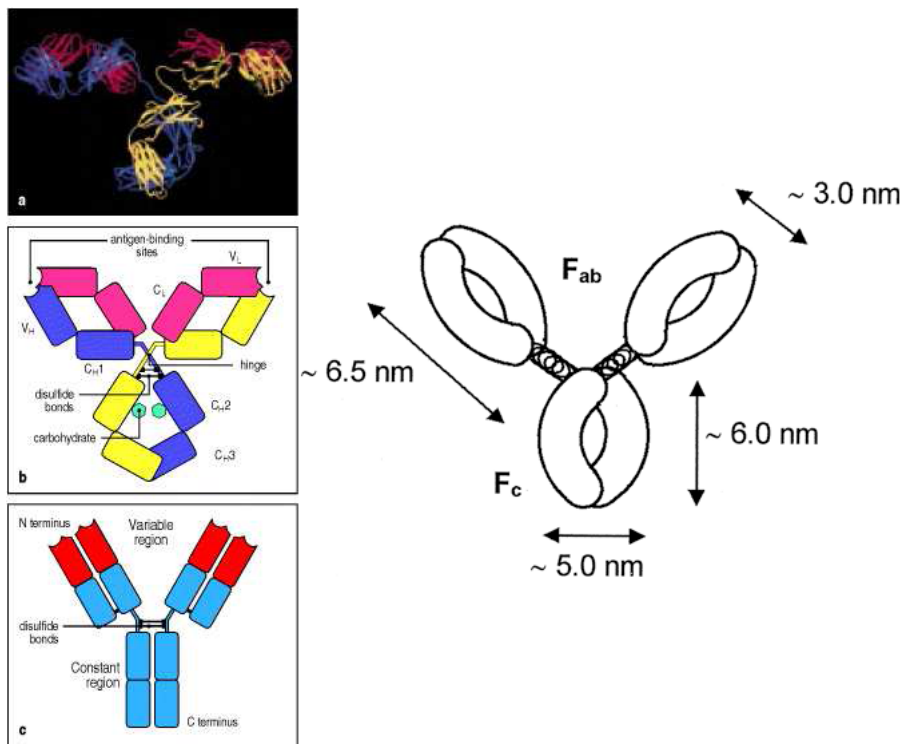 a
antigen-binding
sites
V_L
C_L
V_H
C_H1
hinge
disulfide
bonds
C_H2
carbohydrate
C_H3
b
N terminus
Variable
region
disulfide
bonds
Constant
region
C terminus
c
~ 3.0 nm
F_ab
~ 6.5 nm
~ 6.0 nm
F_c
~ 5.0 nm